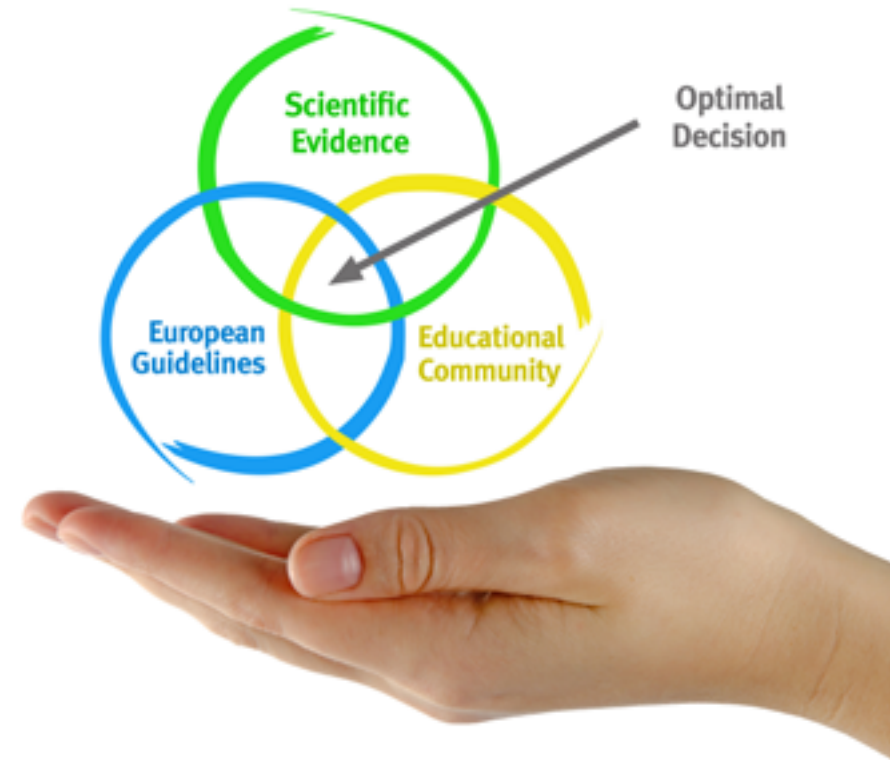 Scientific
Evidence
Optimal
Decision
European
Guidelines
Educational
Community